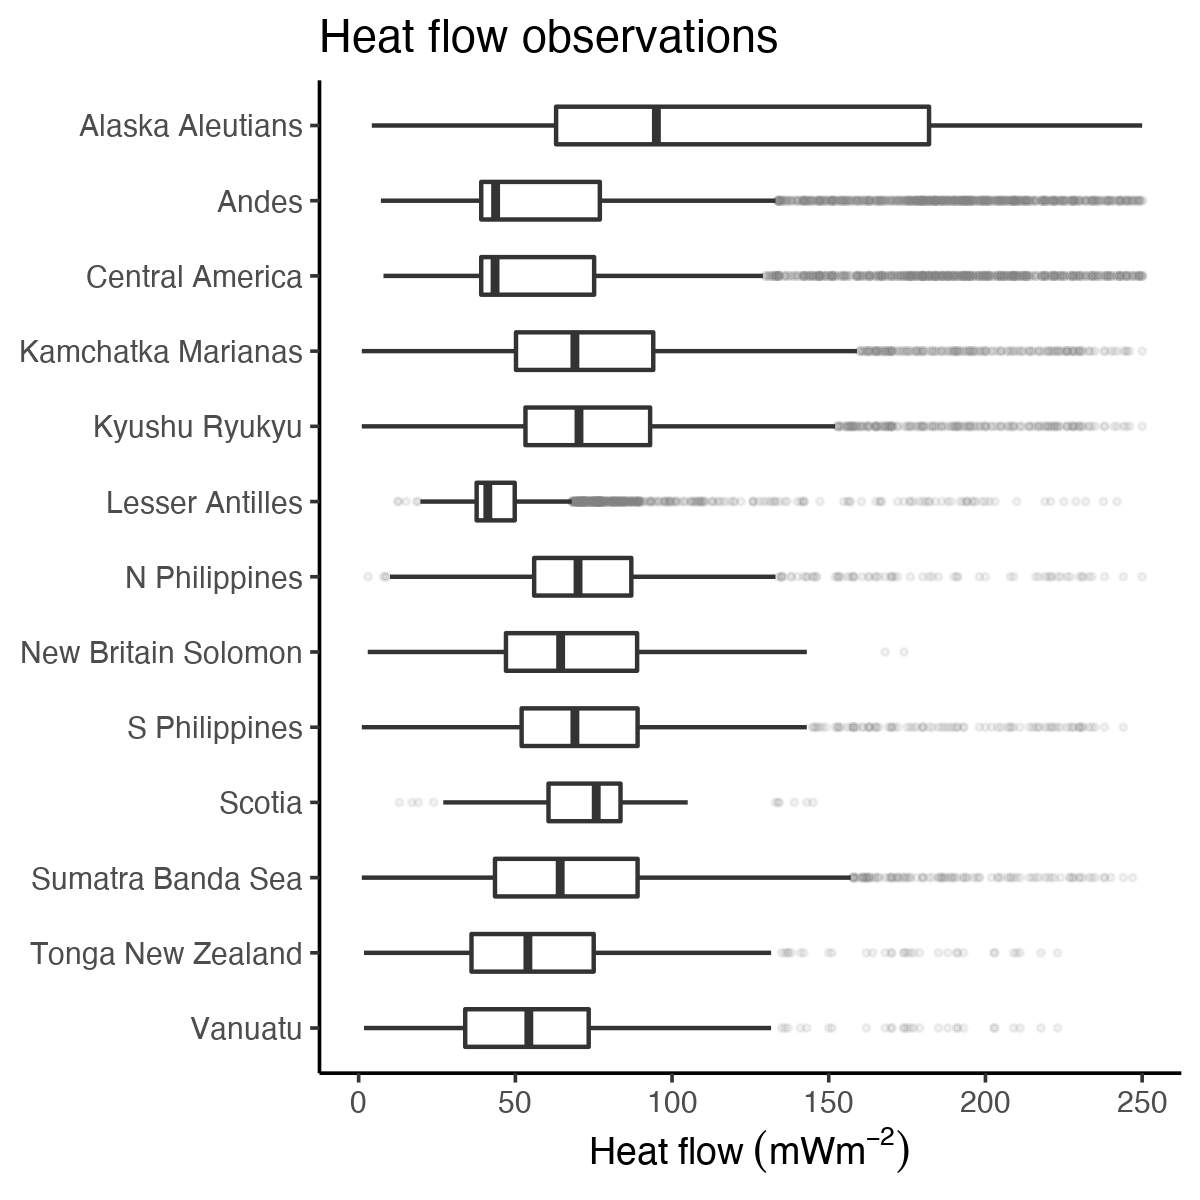 Heat flow observations
Alaska Aleutians
Andes
Central America
Kamchatka Marianas
Kyushu Ryukyu
Lesser Antilles
N Philippines
New Britain Solomon
S Philippines
Scotia
Sumatra Banda Sea
Tonga New Zealand
Vanuatu
0 50 100 150 200 250
Heat flow (mWm⁻²)